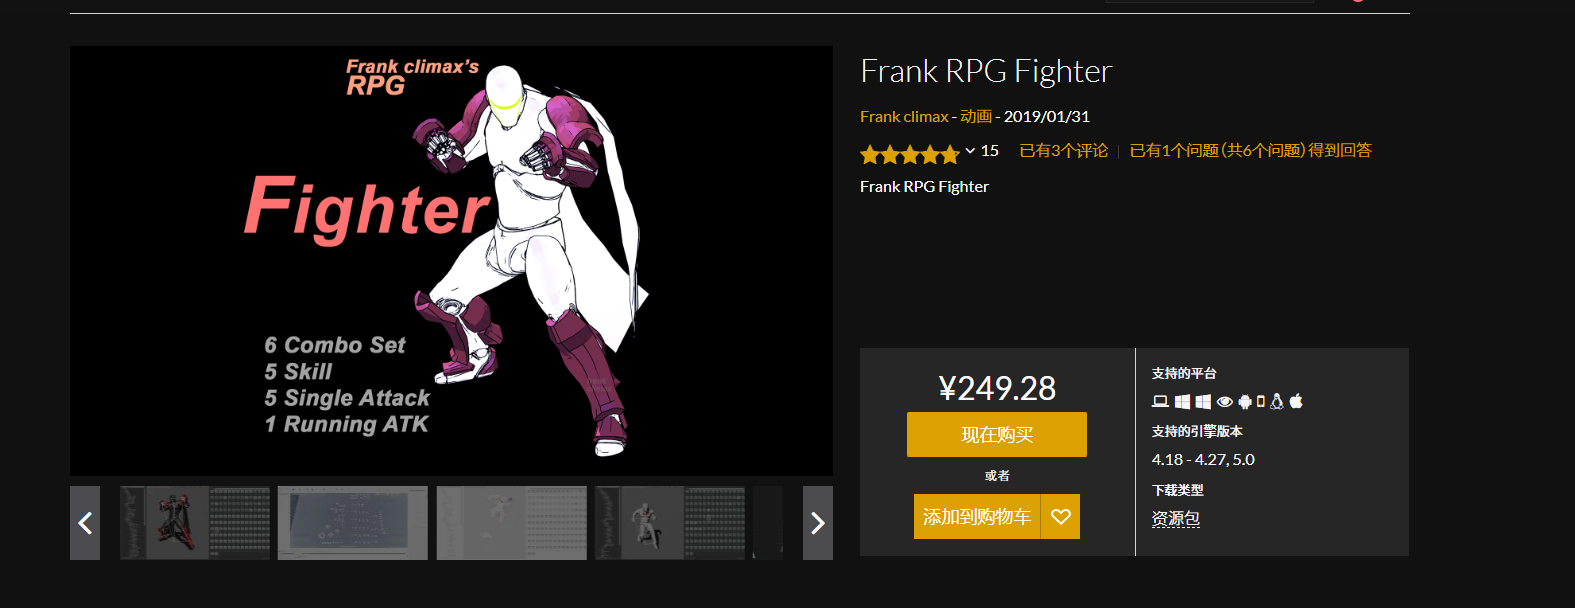 Frank climax's
RPG
Fighter
6 Combo Set
5 Skill
5 Single Attack
1 Running ATK
Frank RPG Fighter
Frank climax - 动画 - 2019/01/31
15 已有3个评论 | 已有1个问题 (共6个问题) 得到回答
Frank RPG Fighter
¥249.28
现在购买
或者
添加到购物车
支持的平台
支持的引擎版本
4.18 - 4.27, 5.0
下载类型
资源包